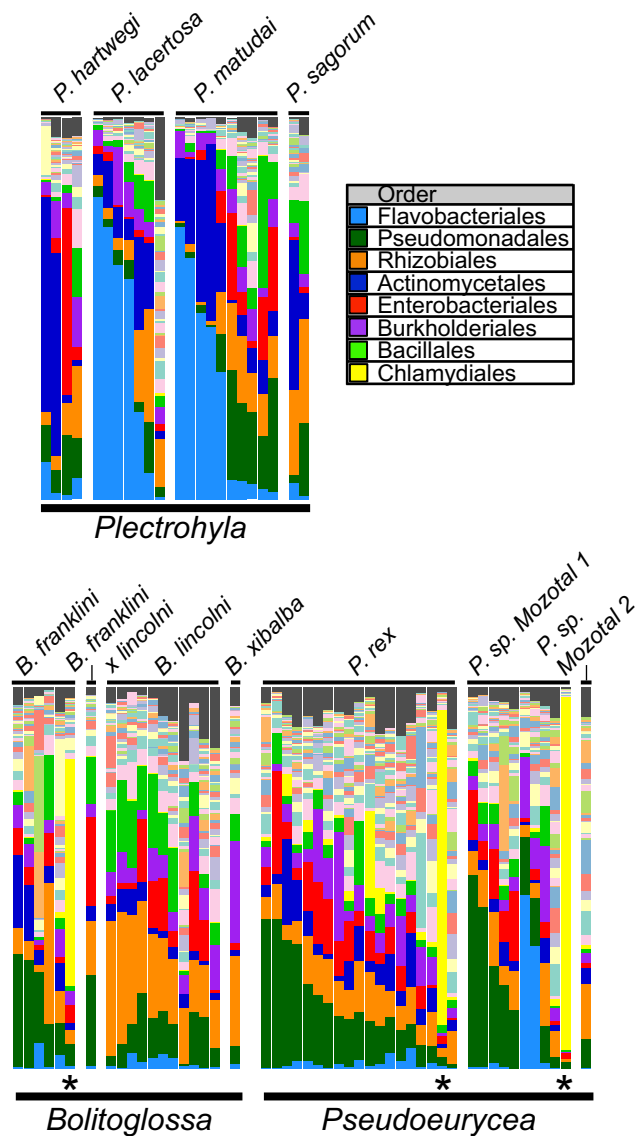 P. hartwegi
P. lacertosa
P. matudai
P. sagorum
Order
Flavobacteriales
Pseudomonadales
Rhizobiales
Actinomycetales
Enterobacteriales
Burkholderiales
Bacillales
Chlamydiales
Plectrohyla
B. franklini
B. franklini
x lincolni
B. lincolni
B. xibalba
P. rex
P. sp. Mozotal 1
P. sp.
Mozotal 2
* * *
Bolitoglossa
Pseudoeurycea